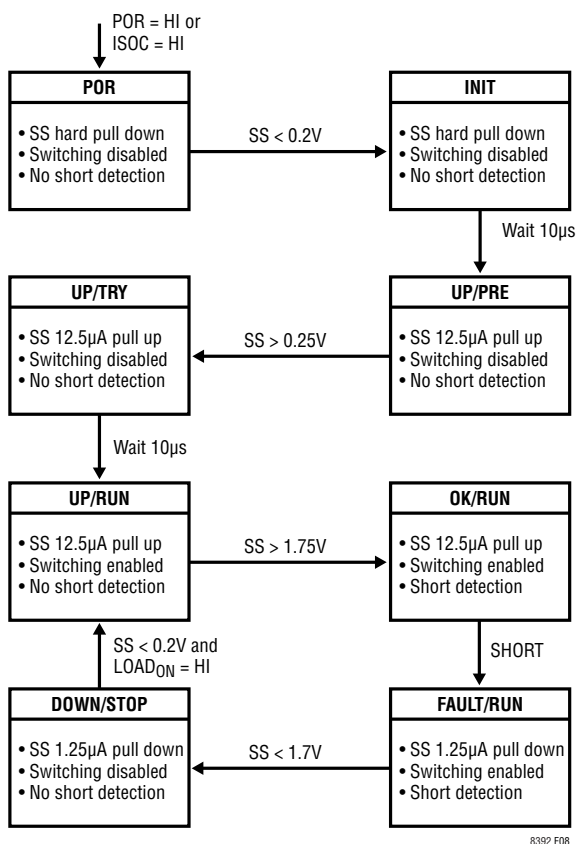 POR = HI or
ISOC = HI
POR
• SS hard pull down
• Switching disabled
• No short detection
SS < 0.2V
INIT
• SS hard pull down
• Switching disabled
• No short detection
Wait 10µs
UP/TRY
• SS 12.5µA pull up
• Switching disabled
• No short detection
SS > 0.25V
UP/PRE
• SS 12.5µA pull up
• Switching disabled
• No short detection
Wait 10µs
UP/RUN
• SS 12.5µA pull up
• Switching enabled
• No short detection
SS > 1.75V
OK/RUN
• SS 12.5µA pull up
• Switching enabled
• Short detection
SS < 0.2V and
LOADON = HI
SHORT
DOWN/STOP
• SS 1.25µA pull down
• Switching disabled
• No short detection
SS < 1.7V
FAULT/RUN
• SS 1.25µA pull down
• Switching enabled
• Short detection
8392 F08